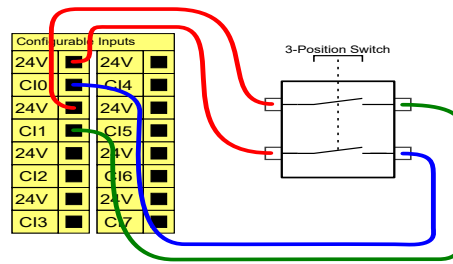 Configurable Inputs
3-Position Switch
24V 24V
CI0 CI4
24V 24V
CI1 CI5
24V 24V
CI2 CI6
24V 24V
CI3 CI7